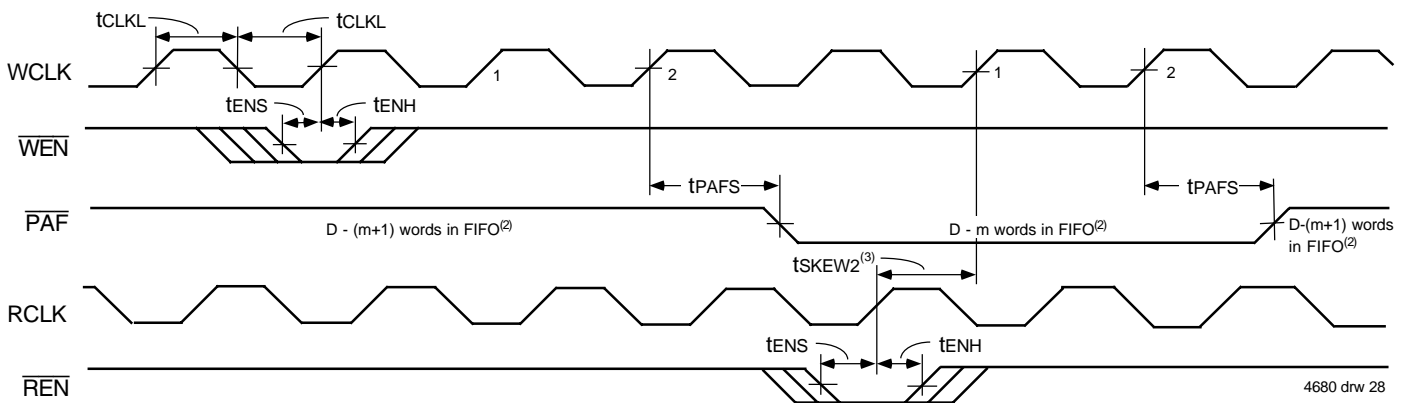 tCLKL tCLKL
WCLK 1 2 1 2
tENS tENH
WEN
tPAFS tPAFS
PAF
D - (m+1) words in FIFO(2) D - m words in FIFO(2) D-(m+1) words
in FIFO(2)
tSKEW2(3)
RCLK
tENS tENH
REN
4680 drw 28